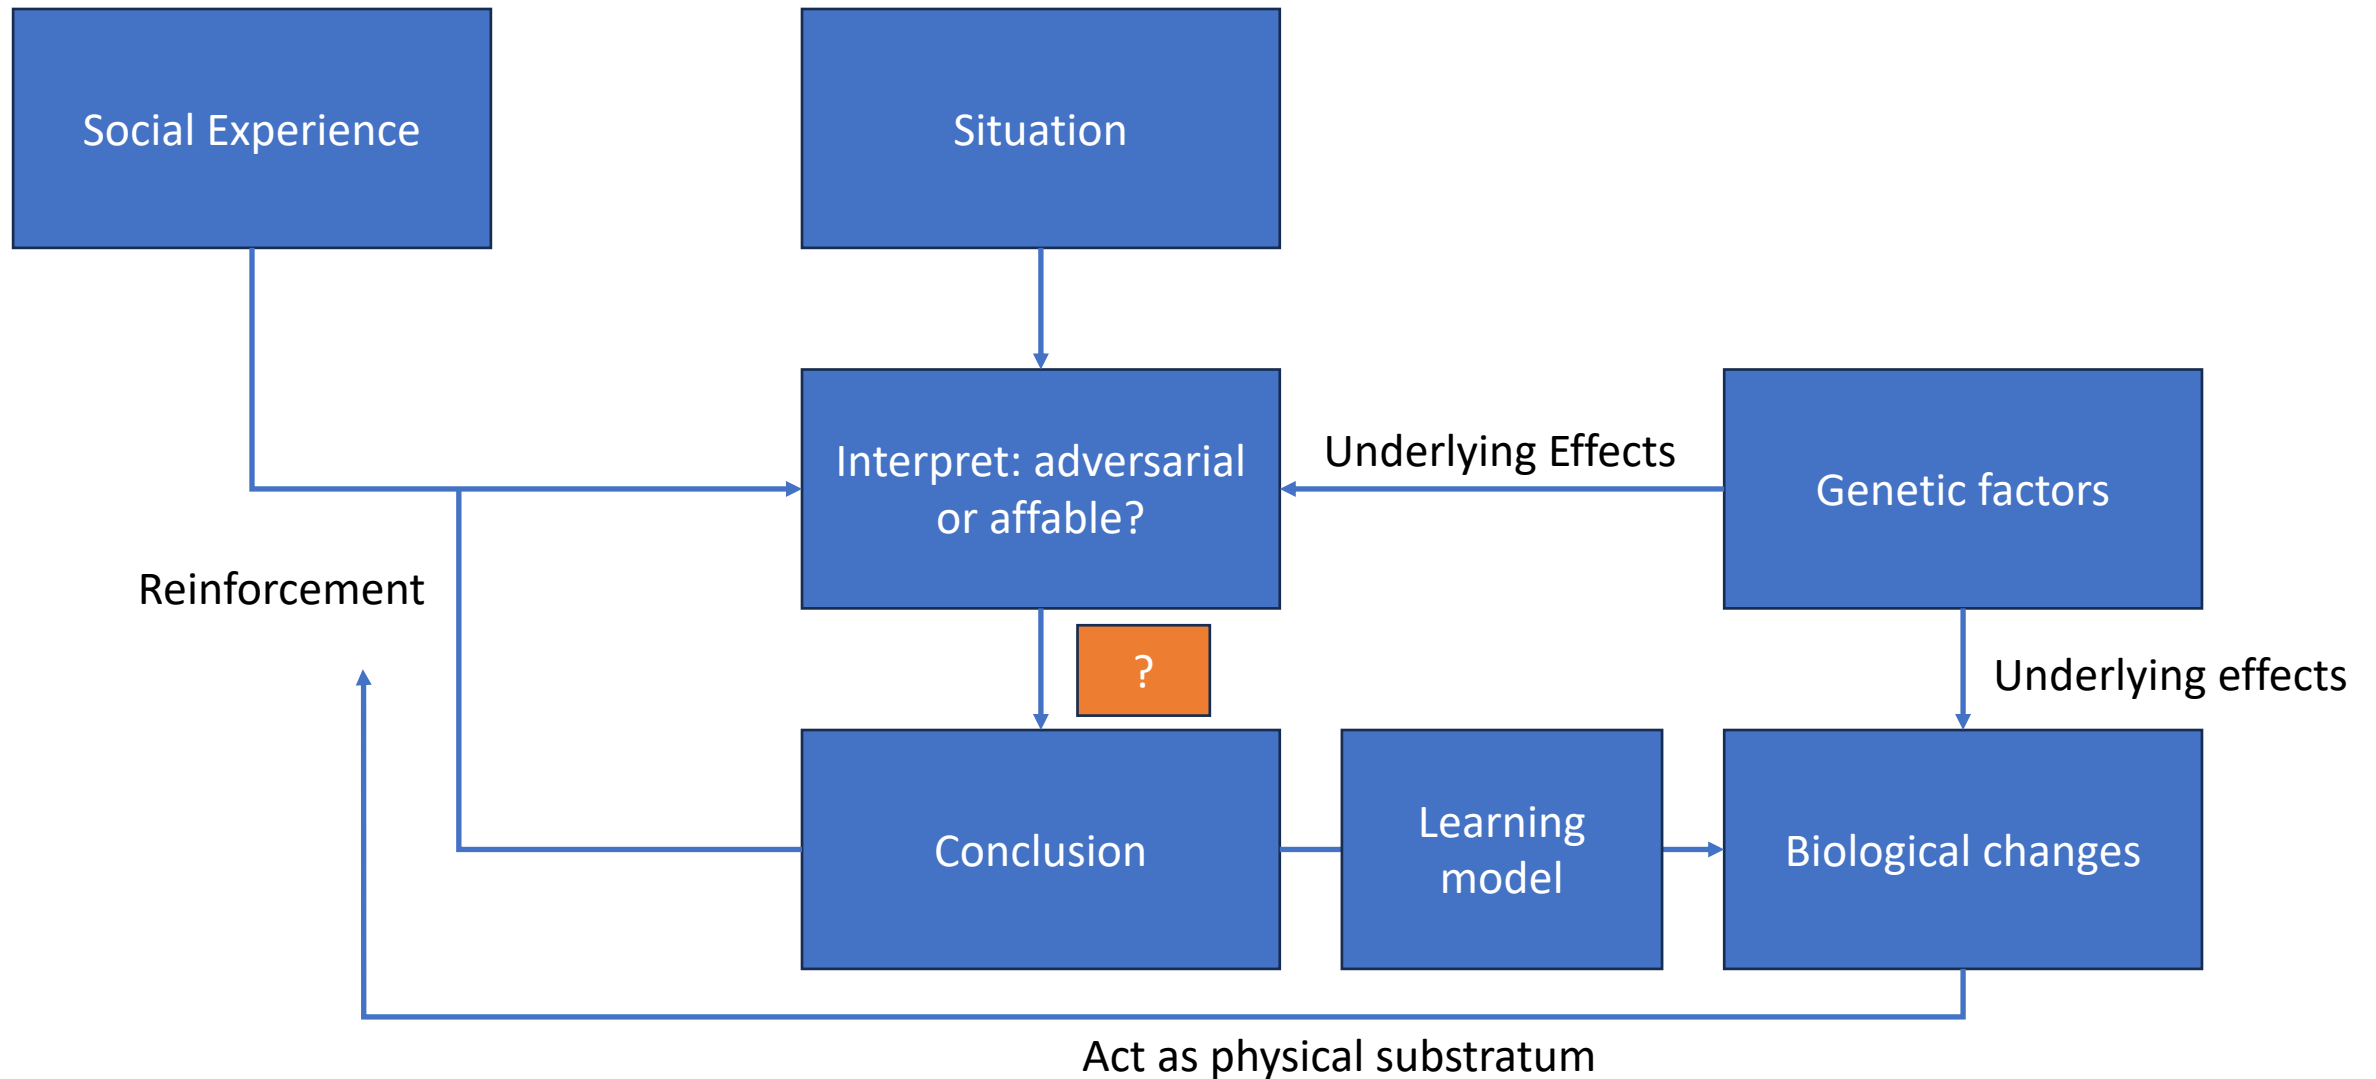 Social Experience
Situation
Interpret: adversarial
or affable?
Underlying Effects
Genetic factors
Reinforcement
?
Underlying effects
Conclusion
Learning
model
Biological changes
Act as physical substratum